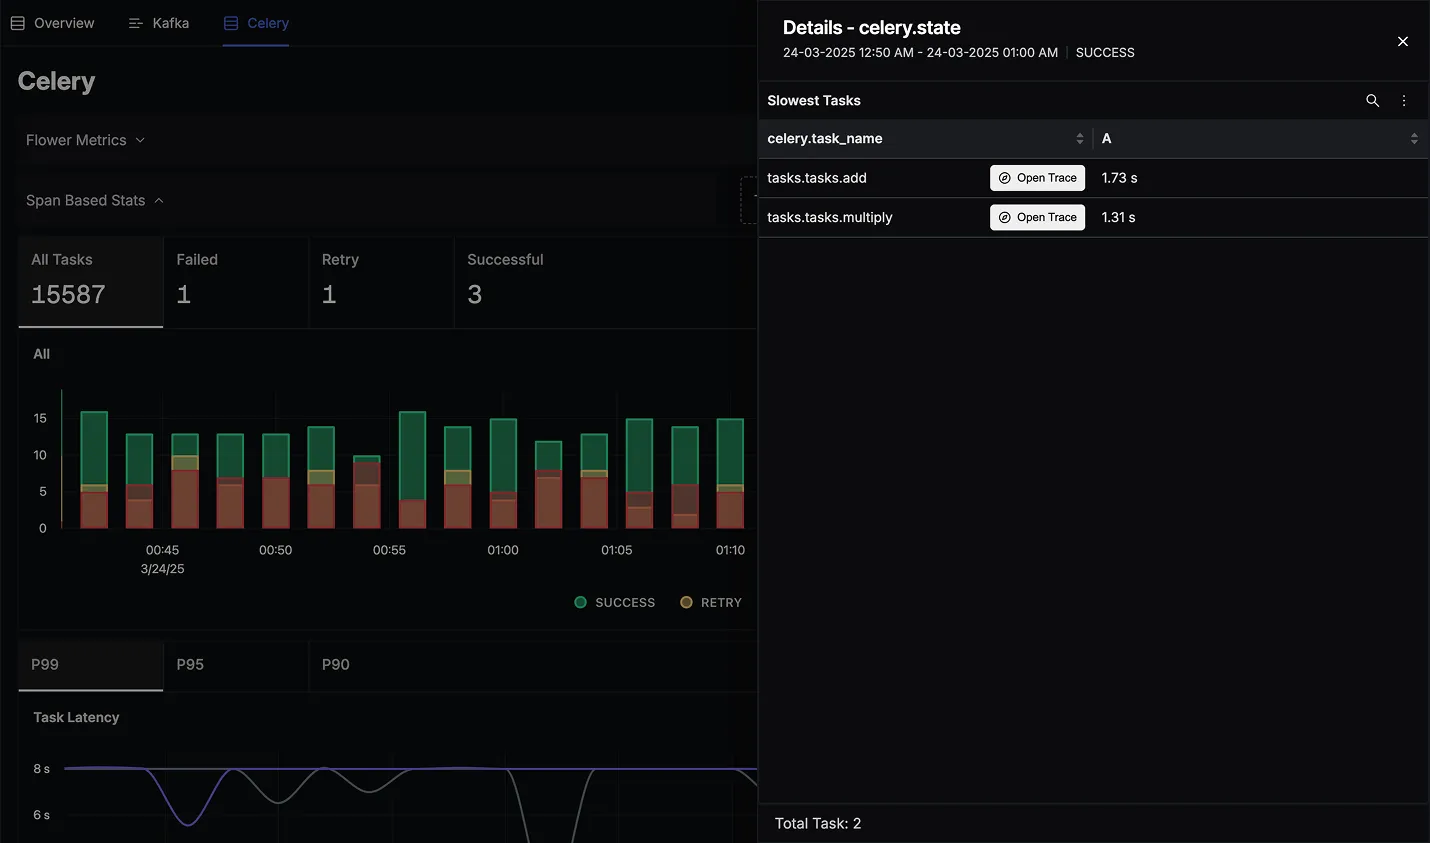 Overview
Kafka
Celery
Celery
Flower Metrics
Span Based Stats
All Tasks
15587
Failed
1
Retry
1
Successful
3
All
15
10
5
0
00:45
3/24/25
00:50
00:55
01:00
01:05
01:10
SUCCESS
RETRY
P99
P95
P90
Task Latency
8 s
6 s
Details - celery.state
24-03-2025 12:50 AM - 24-03-2025 01:00 AM
SUCCESS
Slowest Tasks
celery.task_name
A
tasks.tasks.add
Open Trace
1.73 s
tasks.tasks.multiply
Open Trace
1.31 s
Total Task: 2